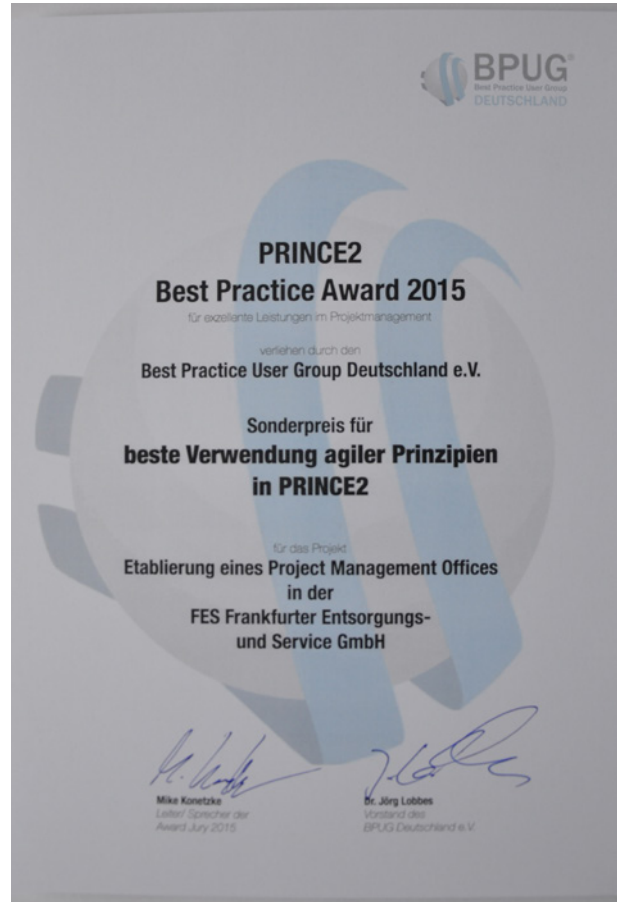 BPUG®
Best Practice User Group
DEUTSCHLAND
PRINCE2
Best Practice Award 2015
für exzellente Leistungen im Projektmanagement
verliehen durch den
Best Practice User Group Deutschland e.V.
Sonderpreis für
beste Verwendung agiler Prinzipien
in PRINCE2
für das Projekt
Etablierung eines Project Management Offices
in der
FES Frankfurter Entsorgungs-
und Service GmbH
Mike Konetzke
Leiter/ Sprecher der
Award Jury 2015
Dr. Jörg Lobbes
Vorstand des
BPUG Deutschland e.V.